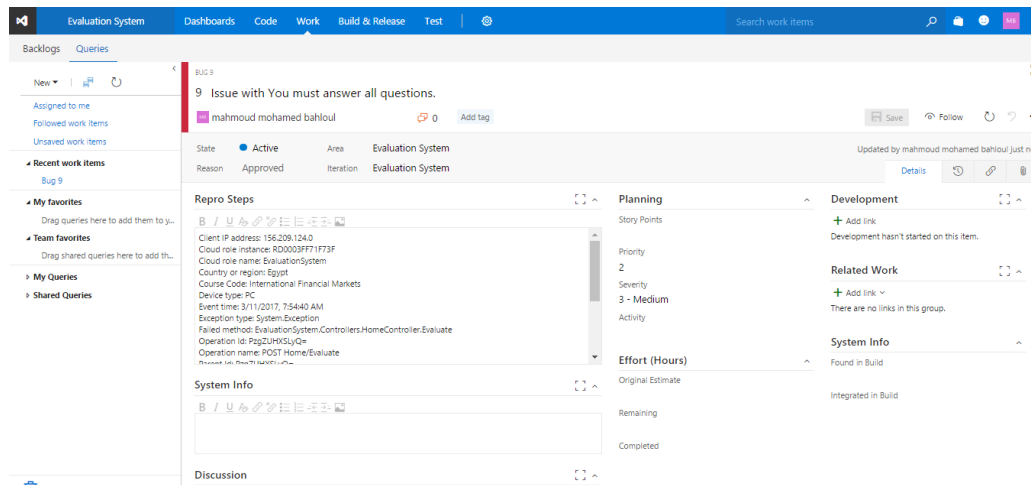 Evaluation System Dashboards Code Work Build & Release Test Search work items MB
Backlogs Queries
New
Assigned to me
Followed work items
Unsaved work items
Recent work items
Bug 9
My favorites
Drag queries here to add them to y...
Team favorites
Drag shared queries here to add th...
My Queries
Shared Queries
BUG 9
9 Issue with You must answer all questions.
mahmoud mohamed bahloul 0 Add tag
Save Follow
State Active Area Evaluation System
Updated by mahmoud mohamed bahloul just
Reason Approved Iteration Evaluation System
Details
Repro Steps
B I U
Client IP address: 156.209.124.0
Cloud role instance: RD0003FF71F73F
Cloud role name: EvaluationSystem
Country or region: Egypt
Course Code: International Financial Markets
Device type: PC
Event time: 3/11/2017, 7:54:40 AM
Exception type: System.Exception
Failed method: EvaluationSystem.Controllers.HomeController.Evaluate
Operation Id: PzgZUHXSLyQ=
Operation name: POST Home/Evaluate
Parent Id: PzgZUHXSLyQ=
System Info
B I U
Discussion
Planning
Story Points
Priority
2
Severity
3 - Medium
Activity
Effort (Hours)
Original Estimate
Remaining
Completed
Development
+ Add link
Development hasn't started on this item.
Related Work
+ Add link
There are no links in this group.
System Info
Found in Build
Integrated in Build